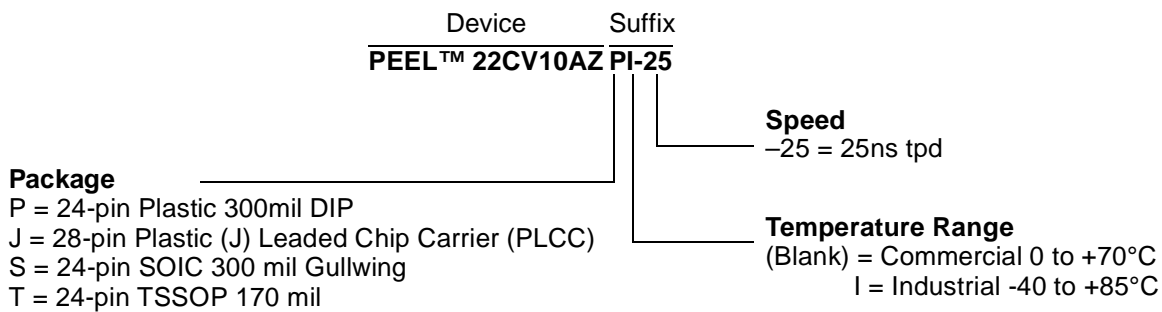 Device Suffix
PEEL™ 22CV10AZ PI-25
Speed
–25 = 25ns tpd
Package
P = 24-pin Plastic 300mil DIP
J = 28-pin Plastic (J) Leaded Chip Carrier (PLCC)
S = 24-pin SOIC 300 mil Gullwing
T = 24-pin TSSOP 170 mil
Temperature Range
(Blank) = Commercial 0 to +70°C
I = Industrial -40 to +85°C